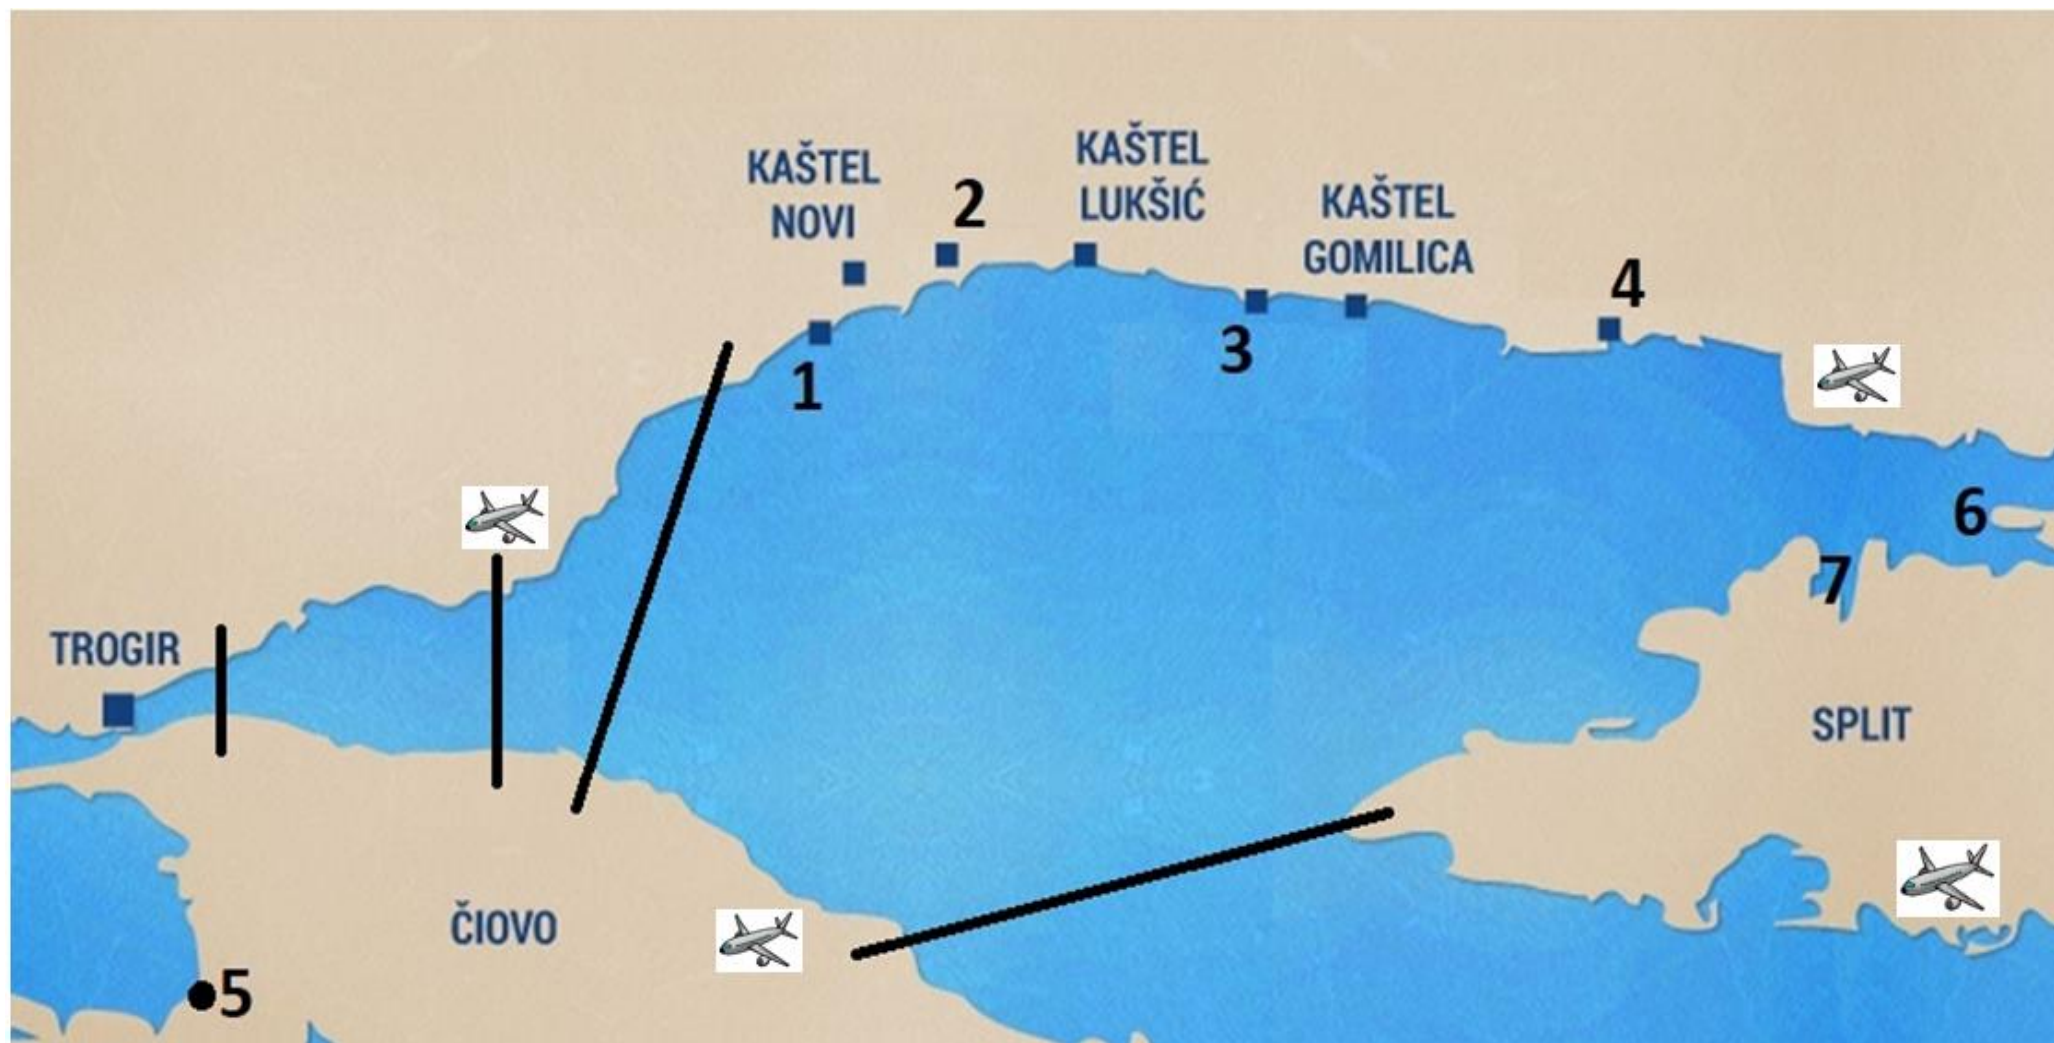 KAŠTEL
LUKŠIĆ
KAŠTEL
NOVI
2
KAŠTEL
GOMILICA
4
3
1
6
7
TROGIR
SPLIT
ČIOVO
5